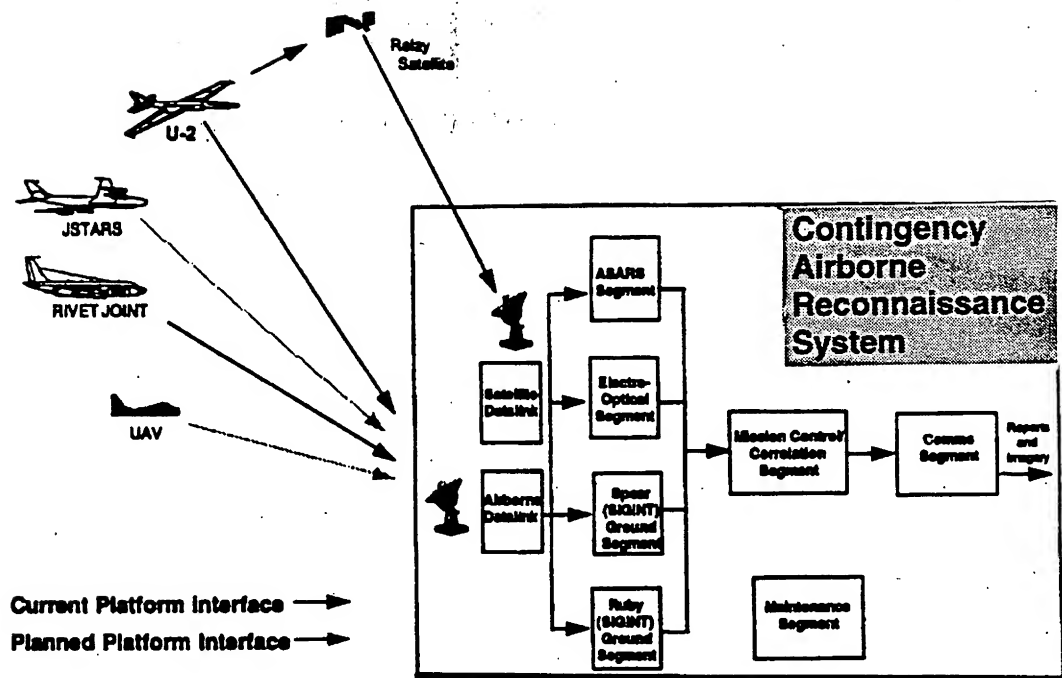 Relay
Satellite
U-2
JSTARS
RIVET JOINT
UAV
Contingency
Airborne
Reconnaissance
System
ASARS
Segment
Satellite
Datalink
Electro-
Optical
Segment
Mission Control/
Correlation
Segment
Comms
Segment
Reports
and
Imagery
Airborne
Datalink
Spear
(SIGINT)
Ground
Segment
Ruby
(SIGINT)
Ground
Segment
Maintenance
Segment
Current Platform Interface
Planned Platform Interface